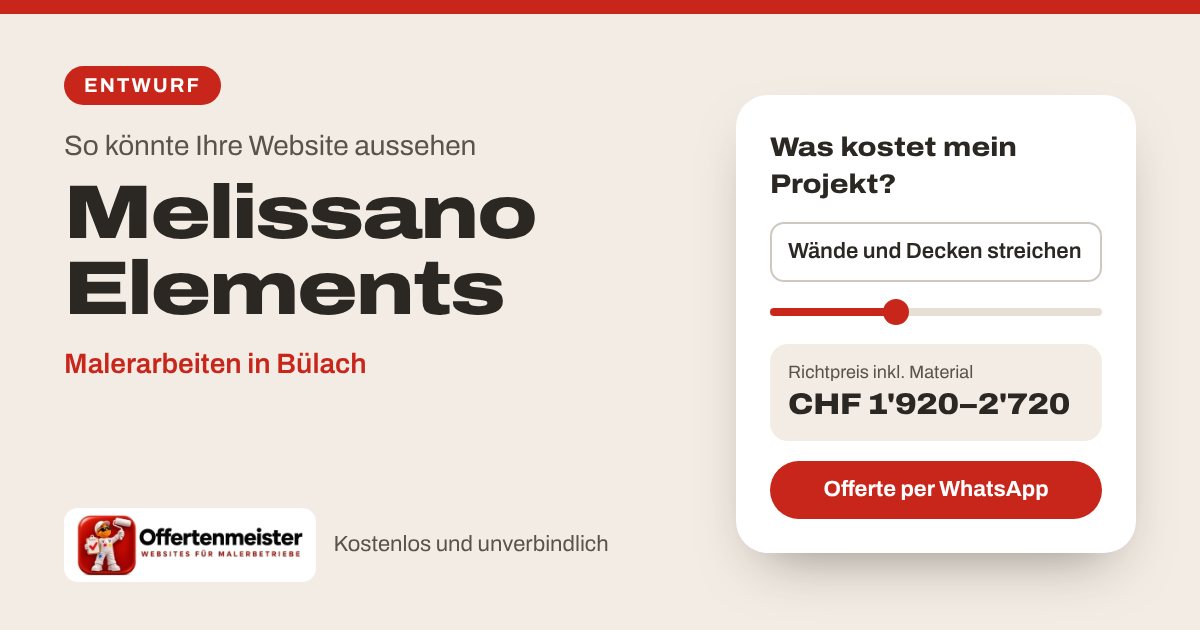 ENTWURF
So könnte Ihre Website aussehen
Melissano
Elements
Malerarbeiten in Bülach
Offertenmeister
WEBSITES FÜR MALERBETRIEBE
Kostenlos und unverbindlich
Was kostet mein
Projekt?
Wände und Decken streichen
Richtpreis inkl. Material
CHF 1'920–2'720
Offerte per WhatsApp